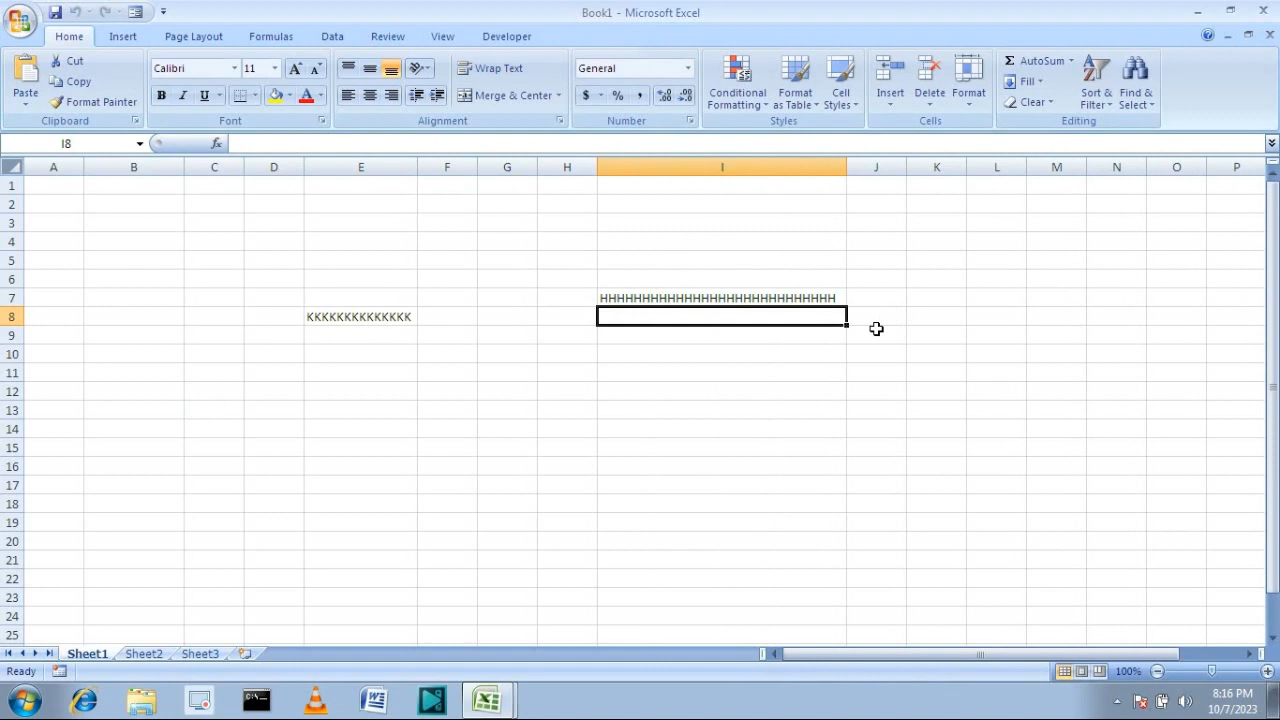 Book1 - Microsoft Excel
Home Insert Page Layout Formulas Data Review View Developer
Paste
Cut
Copy
Format Painter
Clipboard
Calibri 11
B I U
Font
Wrap Text
Merge & Center
Alignment
General
$ % ,
Number
Conditional Formatting
Format as Table
Cell Styles
Styles
Insert Delete Format
Cells
AutoSum
Fill
Clear
Sort & Filter
Find & Select
Editing
I8 fx
A B C D E F G H I J K L M N O P
1
2
3
4
5
6
7 HHHHHHHHHHHHHHHHHHHHHHHHHHHH
8 KKKKKKKKKKKKKK
9
10
11
12
13
14
15
16
17
18
19
20
21
22
23
24
25
Sheet1 Sheet2 Sheet3
Ready 100%
8:16 PM
10/7/2023